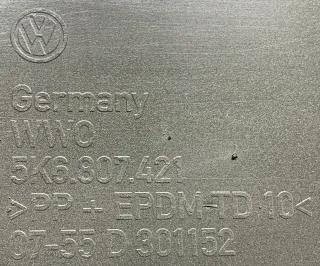 Germany
WWO
5K6.807.421
>PP + EPDM-TD 10<
07-55 D 301152